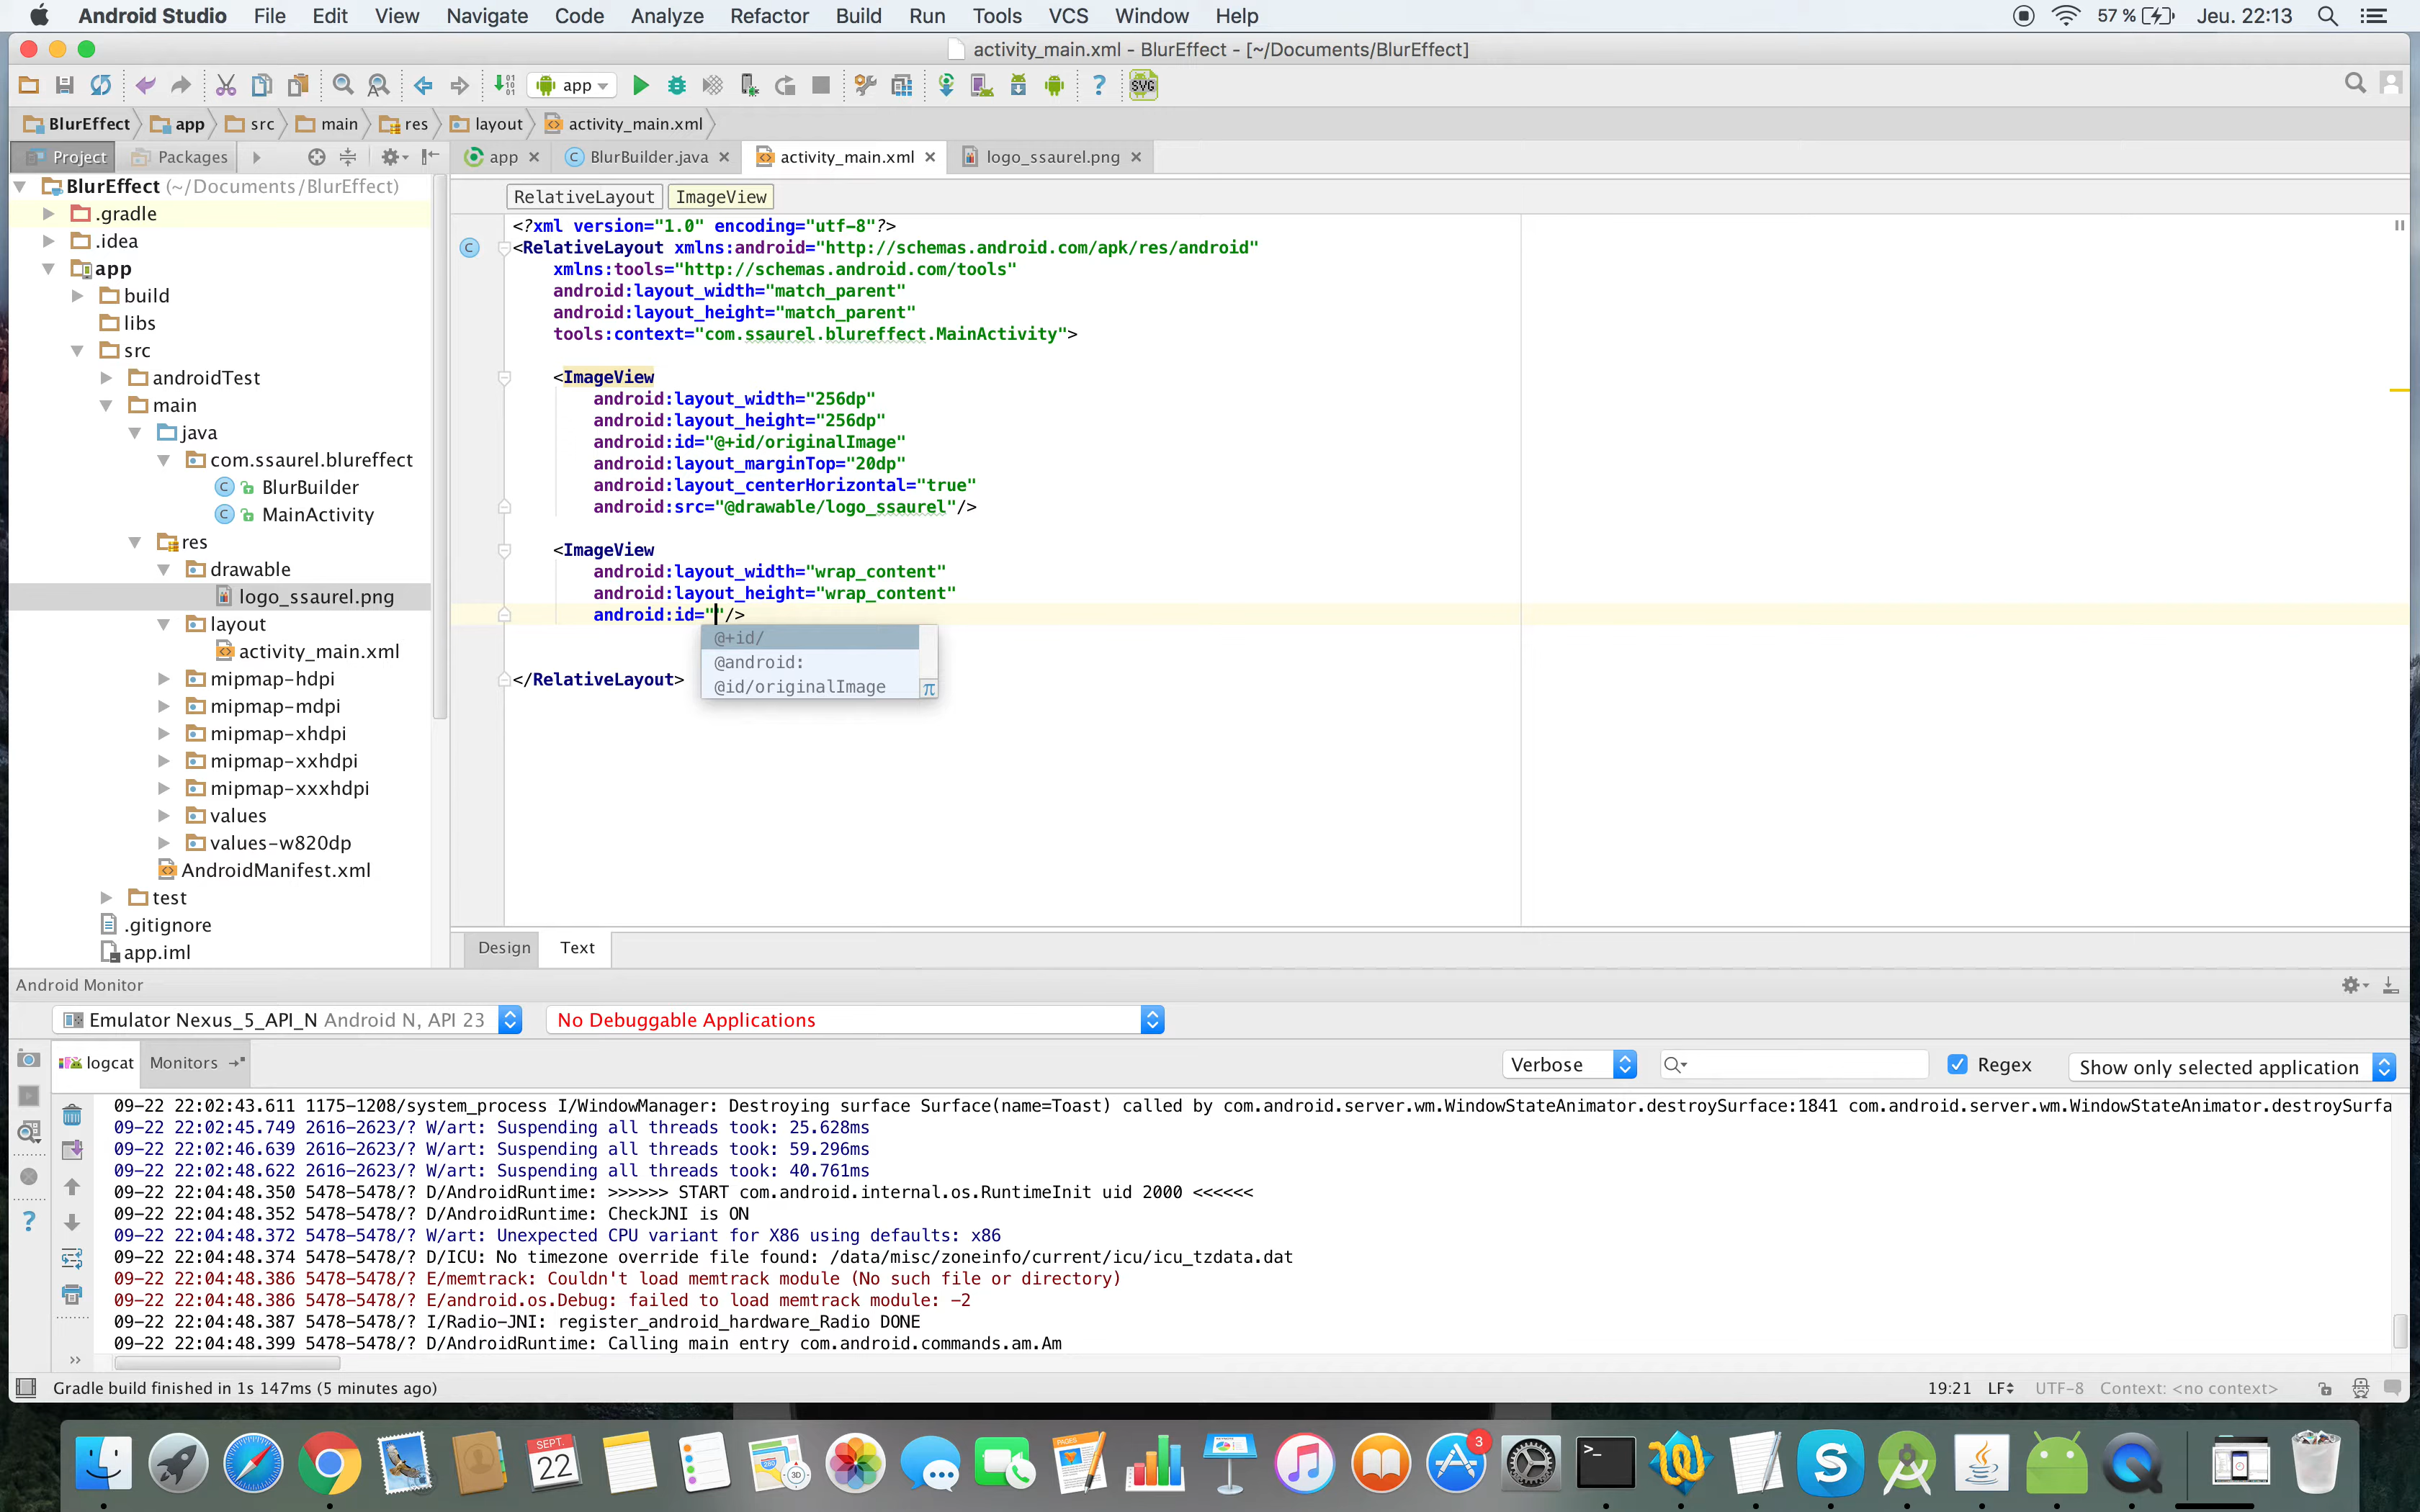 Android Studio File Edit View Navigate Code Analyze Refactor Build Run Tools VCS Window Help 57 % Jeu. 22:13
activity_main.xml - BlurEffect - [~/Documents/BlurEffect]
app SVG
BlurEffect app src main res layout activity_main.xml
Project Packages app BlurBuilder.java activity_main.xml logo_ssaurel.png
RelativeLayout ImageView
BlurEffect (~/Documents/BlurEffect)
.gradle
.idea
app
build
libs
src
androidTest
main
java
com.ssaurel.blureffect
BlurBuilder
MainActivity
res
drawable
logo_ssaurel.png
layout
activity_main.xml
mipmap-hdpi
mipmap-mdpi
mipmap-xhdpi
mipmap-xxhdpi
mipmap-xxxhdpi
values
values-w820dp
AndroidManifest.xml
test
.gitignore
app.iml
<?xml version="1.0" encoding="utf-8"?>
<RelativeLayout xmlns:android="http://schemas.android.com/apk/res/android"
xmlns:tools="http://schemas.android.com/tools"
android:layout_width="match_parent"
android:layout_height="match_parent"
tools:context="com.ssaurel.blureffect.MainActivity">
<ImageView
android:layout_width="256dp"
android:layout_height="256dp"
android:id="@+id/originalImage"
android:layout_marginTop="20dp"
android:layout_centerHorizontal="true"
android:src="@drawable/logo_ssaurel"/>
<ImageView
android:layout_width="wrap_content"
android:layout_height="wrap_content"
android:id=""/>
@+id/
@android:
@id/originalImage
</RelativeLayout>
Design Text
Android Monitor
Emulator Nexus_5_API_N Android N, API 23 No Debuggable Applications
logcat Monitors Verbose Regex Show only selected application
09-22 22:02:43.611 1175-1208/system_process I/WindowManager: Destroying surface Surface(name=Toast) called by com.android.server.wm.WindowStateAnimator.destroySurface:1841 com.android.server.wm.WindowStateAnimator.destroySurfa
09-22 22:02:45.749 2616-2623/? W/art: Suspending all threads took: 25.628ms
09-22 22:02:46.639 2616-2623/? W/art: Suspending all threads took: 59.296ms
09-22 22:02:48.622 2616-2623/? W/art: Suspending all threads took: 40.761ms
09-22 22:04:48.350 5478-5478/? D/AndroidRuntime: >>>>>> START com.android.internal.os.RuntimeInit uid 2000 <<<<<<
09-22 22:04:48.352 5478-5478/? D/AndroidRuntime: CheckJNI is ON
09-22 22:04:48.372 5478-5478/? W/art: Unexpected CPU variant for X86 using defaults: x86
09-22 22:04:48.374 5478-5478/? D/ICU: No timezone override file found: /data/misc/zoneinfo/current/icu/icu_tzdata.dat
09-22 22:04:48.386 5478-5478/? E/memtrack: Couldn't load memtrack module (No such file or directory)
09-22 22:04:48.386 5478-5478/? E/android.os.Debug: failed to load memtrack module: -2
09-22 22:04:48.387 5478-5478/? I/Radio-JNI: register_android_hardware_Radio DONE
09-22 22:04:48.399 5478-5478/? D/AndroidRuntime: Calling main entry com.android.commands.am.Am
Gradle build finished in 1s 147ms (5 minutes ago) 19:21 LF UTF-8 Context: <no context>
SEPT. 22 3D 3